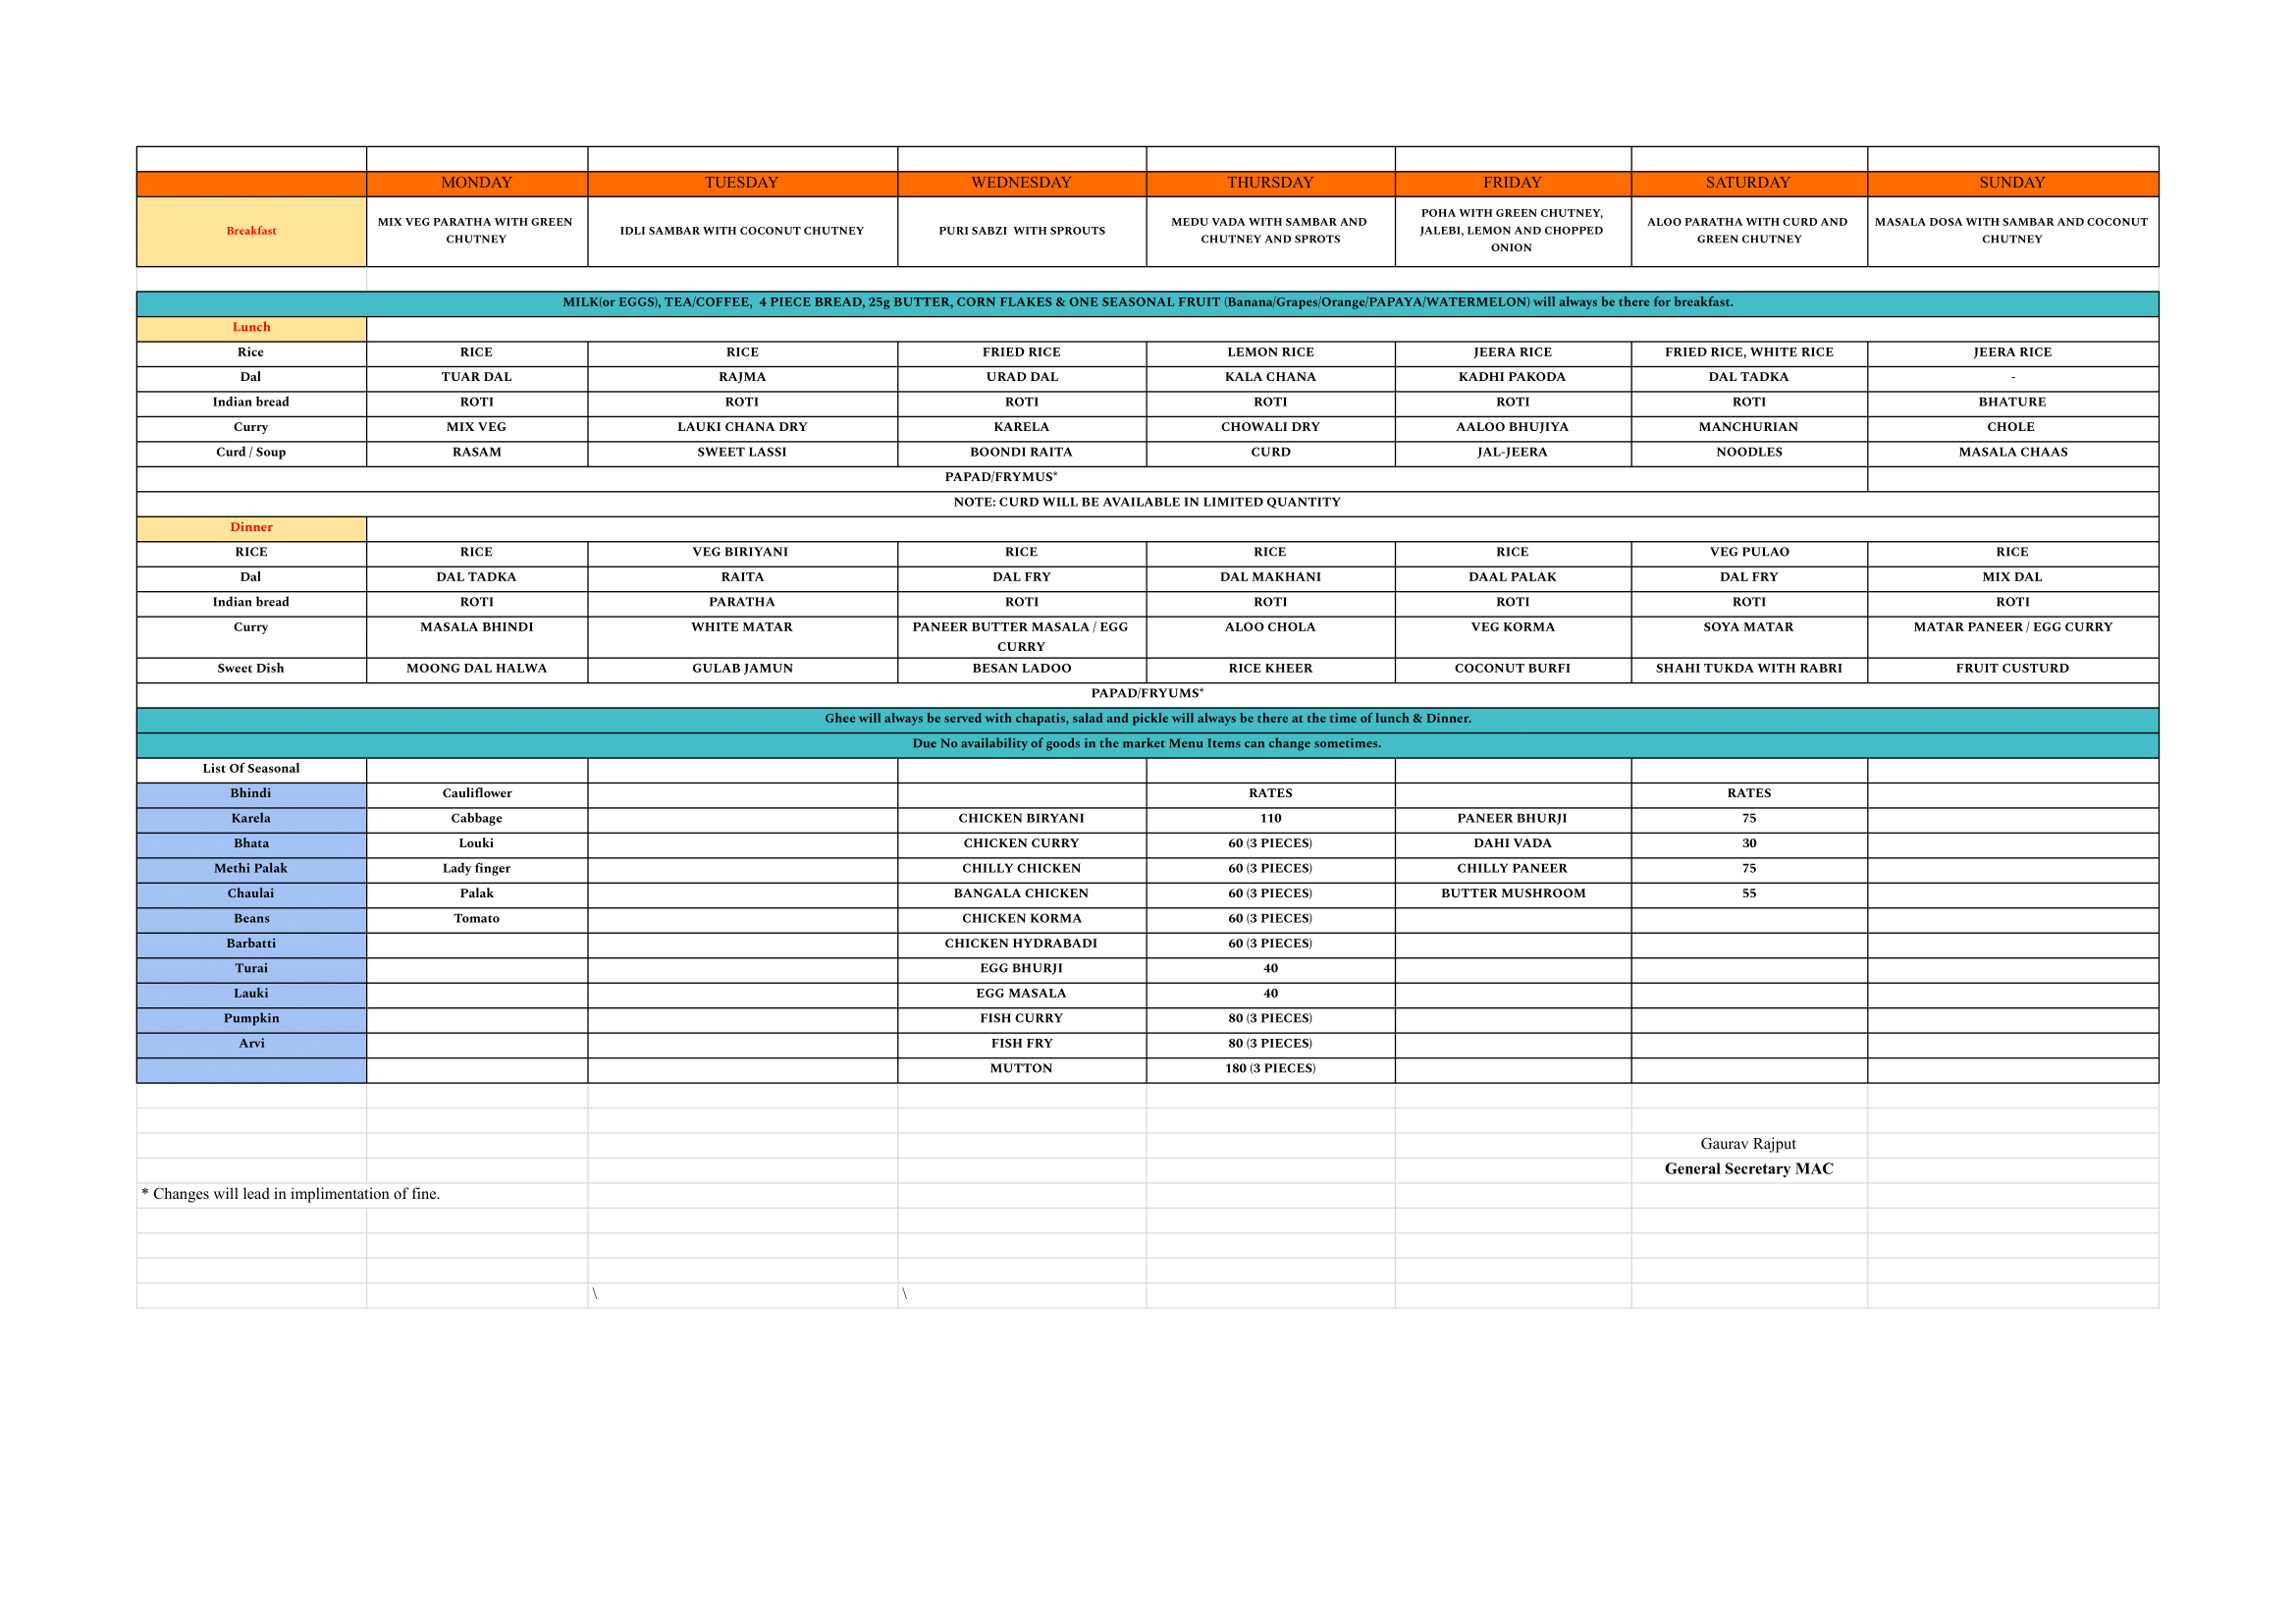 MONDAY TUESDAY WEDNESDAY THURSDAY FRIDAY SATURDAY SUNDAY
Breakfast MIX VEG PARATHA WITH GREEN CHUTNEY IDLI SAMBAR WITH COCONUT CHUTNEY PURI SABZI WITH SPROUTS MEDU VADA WITH SAMBAR AND CHUTNEY AND SPROTS POHA WITH GREEN CHUTNEY, JALEBI, LEMON AND CHOPPED ONION ALOO PARATHA WITH CURD AND GREEN CHUTNEY MASALA DOSA WITH SAMBAR AND COCONUT CHUTNEY
MILK(or EGGS), TEA/COFFEE, 4 PIECE BREAD, 25g BUTTER, CORN FLAKES & ONE SEASONAL FRUIT (Banana/Grapes/Orange/PAPAYA/WATERMELON) will always be there for breakfast.
Lunch
Rice RICE RICE FRIED RICE LEMON RICE JEERA RICE FRIED RICE, WHITE RICE JEERA RICE
Dal TUAR DAL RAJMA URAD DAL KALA CHANA KADHI PAKODA DAL TADKA -
Indian bread ROTI ROTI ROTI ROTI ROTI ROTI BHATURE
Curry MIX VEG LAUKI CHANA DRY KARELA CHOWALI DRY AALOO BHUJIYA MANCHURIAN CHOLE
Curd / Soup RASAM SWEET LASSI BOONDI RAITA CURD JAL-JEERA NOODLES MASALA CHAAS
PAPAD/FRYMUS*
NOTE: CURD WILL BE AVAILABLE IN LIMITED QUANTITY
Dinner
RICE RICE VEG BIRIYANI RICE RICE RICE VEG PULAO RICE
Dal DAL TADKA RAITA DAL FRY DAL MAKHANI DAAL PALAK DAL FRY MIX DAL
Indian bread ROTI PARATHA ROTI ROTI ROTI ROTI ROTI
Curry MASALA BHINDI WHITE MATAR PANEER BUTTER MASALA / EGG CURRY ALOO CHOLA VEG KORMA SOYA MATAR MATAR PANEER / EGG CURRY
Sweet Dish MOONG DAL HALWA GULAB JAMUN BESAN LADOO RICE KHEER COCONUT BURFI SHAHI TUKDA WITH RABRI FRUIT CUSTURD
PAPAD/FRYUMS*
Ghee will always be served with chapatis, salad and pickle will always be there at the time of lunch & Dinner.
Due No availability of goods in the market Menu Items can change sometimes.
List Of Seasonal
Bhindi Cauliflower RATES RATES
Karela Cabbage CHICKEN BIRYANI 110 PANEER BHURJI 75
Bhata Louki CHICKEN CURRY 60 (3 PIECES) DAHI VADA 30
Methi Palak Lady finger CHILLY CHICKEN 60 (3 PIECES) CHILLY PANEER 75
Chaulai Palak BANGALA CHICKEN 60 (3 PIECES) BUTTER MUSHROOM 55
Beans Tomato CHICKEN KORMA 60 (3 PIECES)
Barbatti CHICKEN HYDRABADI 60 (3 PIECES)
Turai EGG BHURJI 40
Lauki EGG MASALA 40
Pumpkin FISH CURRY 80 (3 PIECES)
Arvi FISH FRY 80 (3 PIECES)
MUTTON 180 (3 PIECES)
Gaurav Rajput
General Secretary MAC
* Changes will lead in implimentation of fine.
\ \